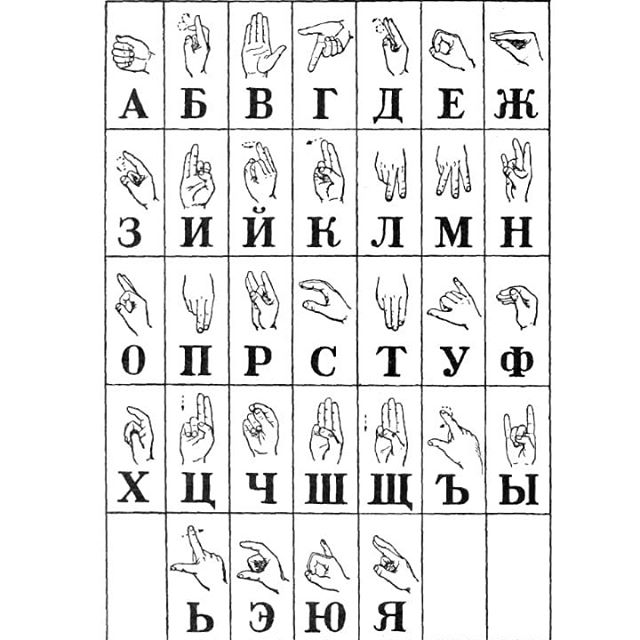 А Б В Г Д Е Ж
З И Й К Л М Н
О П Р С Т У Ф
Х Ц Ч Ш Щ Ъ Ы
Ь Э Ю Я